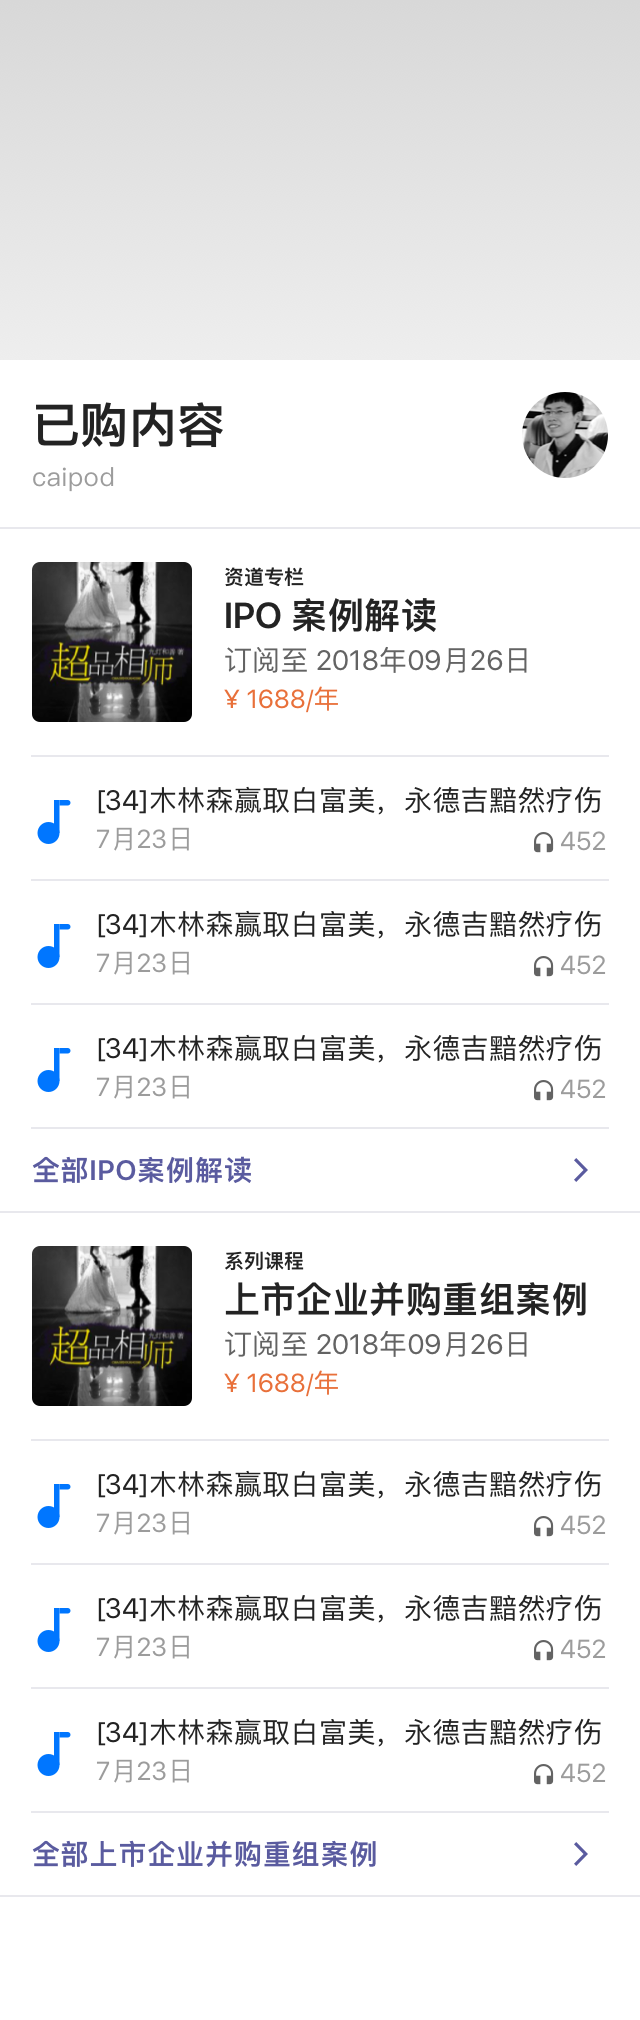 已购内容
caipod
资道专栏
IPO 案例解读
订阅至 2018年09月26日
¥ 1688/年
超品相师
九灯和善 著
[34]木林森赢取白富美，永德吉黯然疗伤
7月23日
452
[34]木林森赢取白富美，永德吉黯然疗伤
7月23日
452
[34]木林森赢取白富美，永德吉黯然疗伤
7月23日
452
全部IPO案例解读
系列课程
上市企业并购重组案例
订阅至 2018年09月26日
¥ 1688/年
超品相师
九灯和善 著
[34]木林森赢取白富美，永德吉黯然疗伤
7月23日
452
[34]木林森赢取白富美，永德吉黯然疗伤
7月23日
452
[34]木林森赢取白富美，永德吉黯然疗伤
7月23日
452
全部上市企业并购重组案例